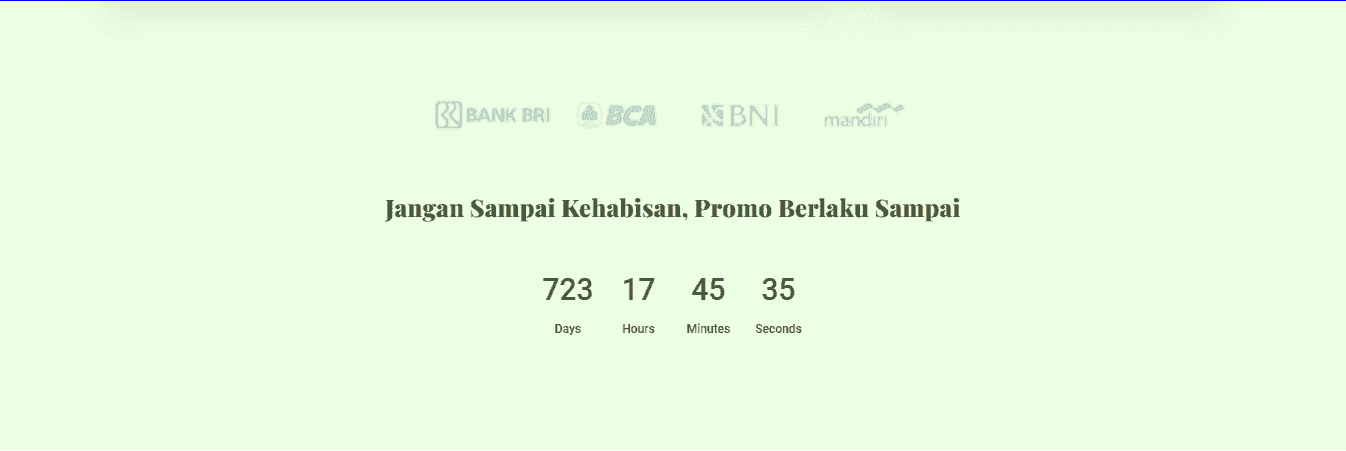 BANK BRI BCA BNI mandiri
Jangan Sampai Kehabisan, Promo Berlaku Sampai
723 17 45 35
Days Hours Minutes Seconds